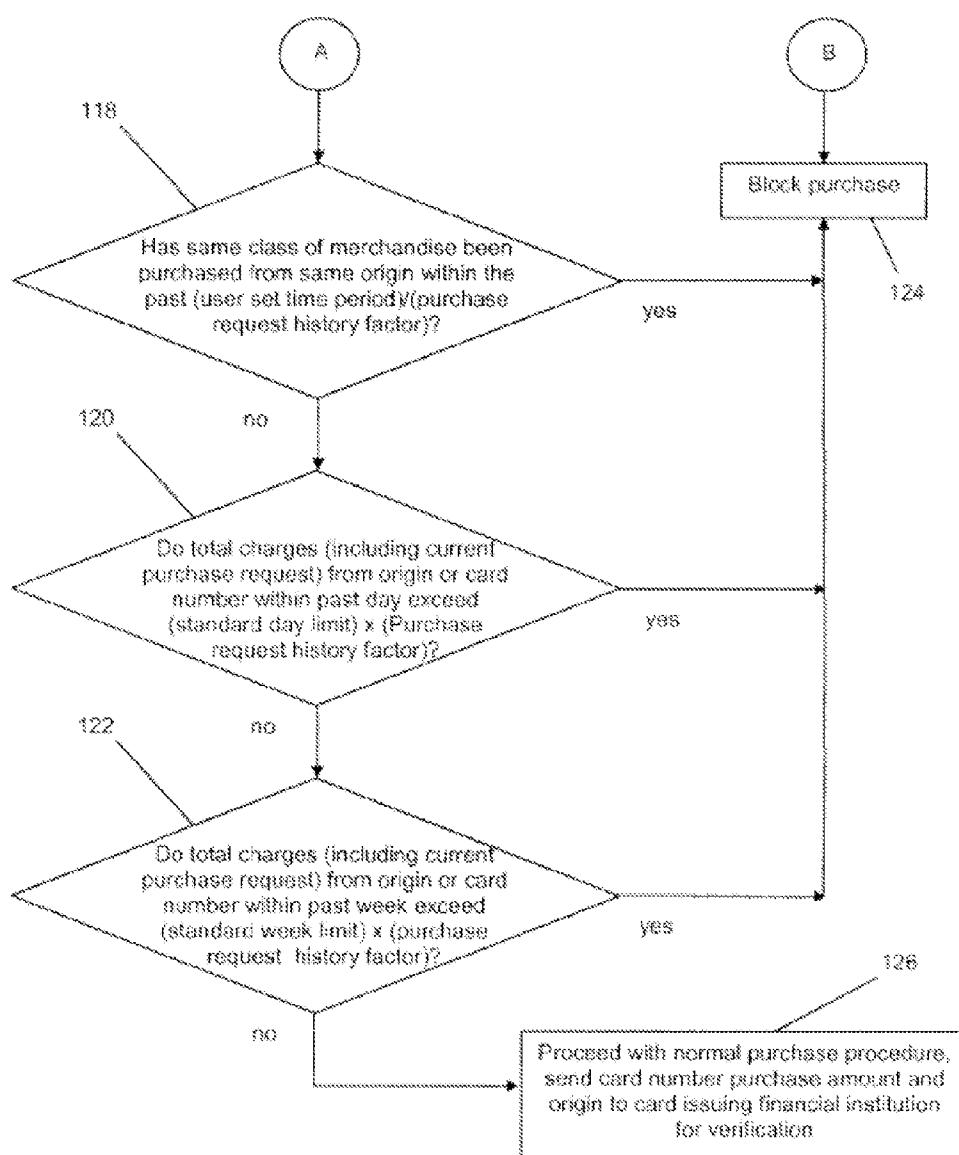 A
B
118
Block purchase
124
Has same class of merchandise been
purchased from same origin within the
past (user set time period)/(purchase
request history factor)?
yes
no
120
Do total charges (including current
purchase request) from origin or card
number within past day exceed
(standard day limit) x (Purchase
request history factor)?
yes
no
122
Do total charges (including current
purchase request) from origin or card
number within past week exceed
(standard week limit) x (purchase
request history factor)?
yes
no
126
Proceed with normal purchase procedure,
send card number purchase amount and
origin to card issuing financial institution
for verification